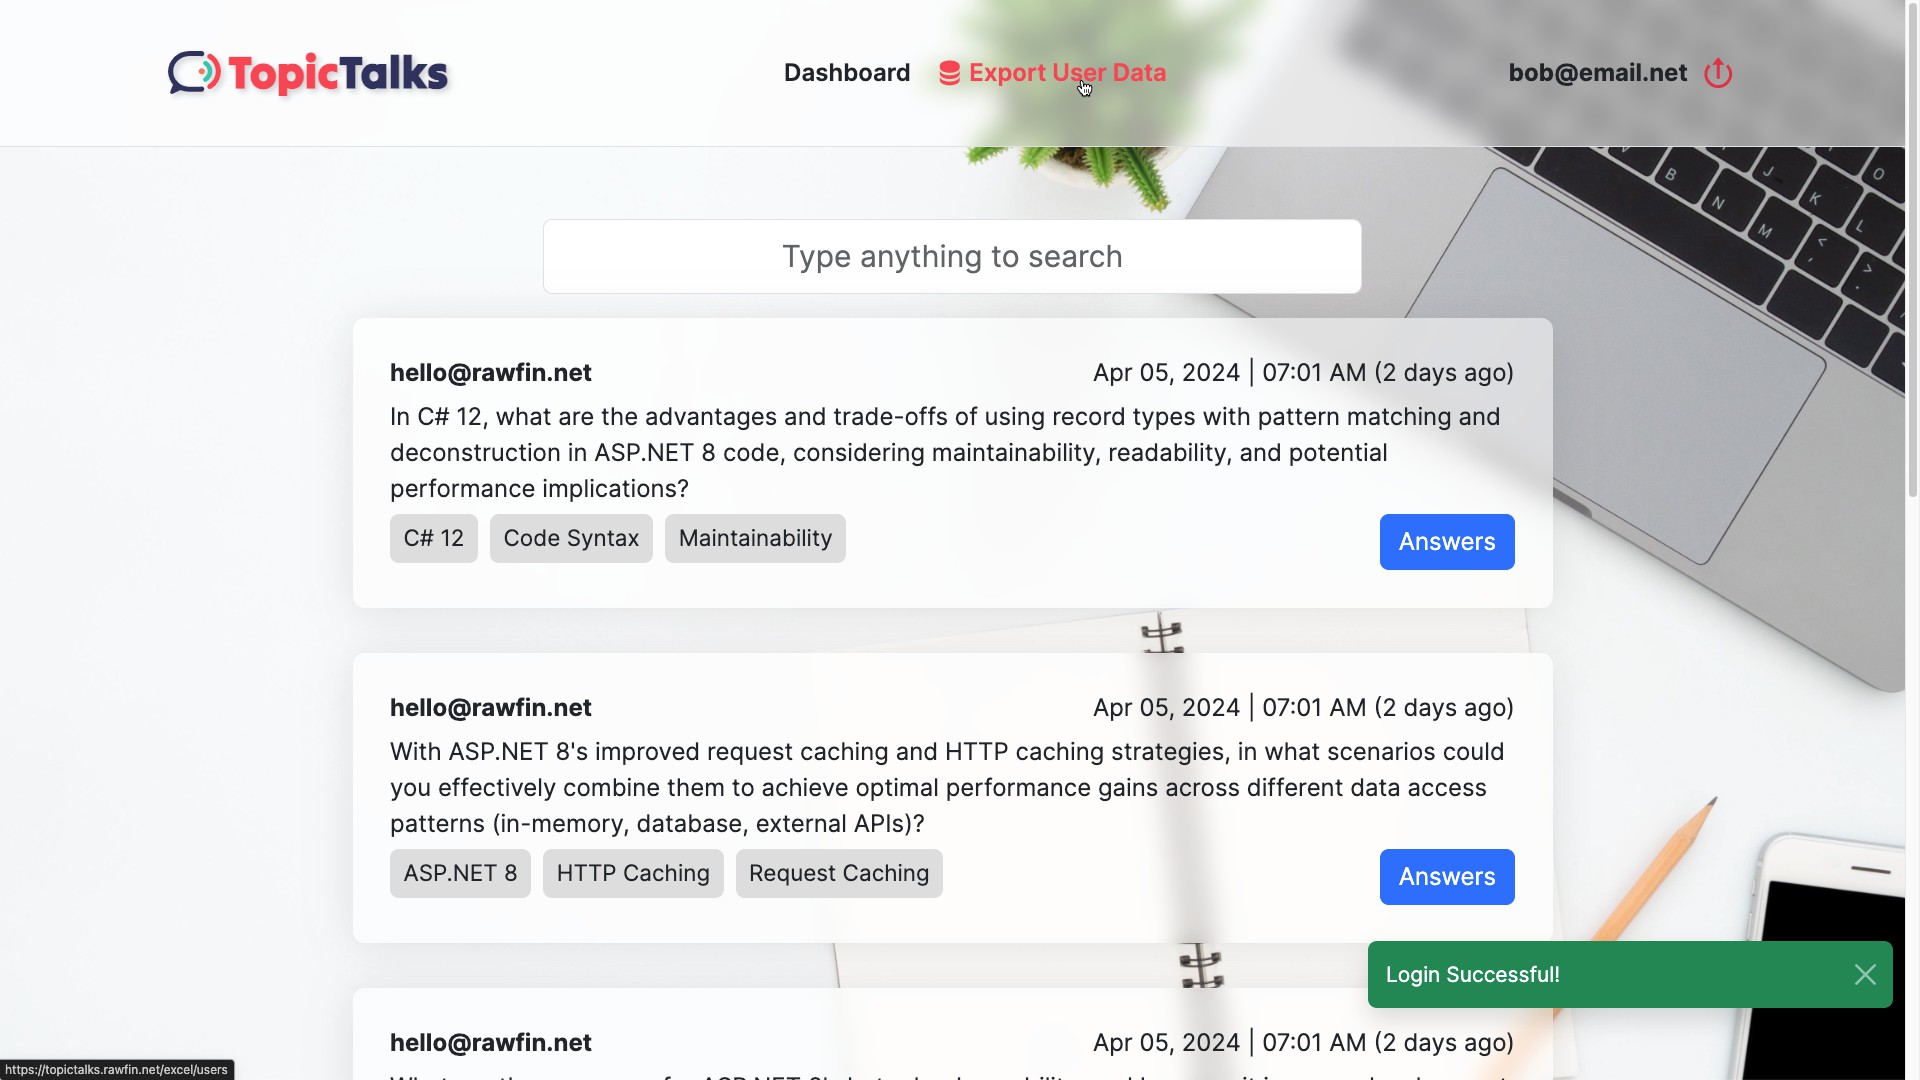 TopicTalks
Dashboard
Export User Data
bob@email.net
Type anything to search
hello@rawfin.net
Apr 05, 2024 | 07:01 AM (2 days ago)
In C# 12, what are the advantages and trade-offs of using record types with pattern matching and
deconstruction in ASP.NET 8 code, considering maintainability, readability, and potential
performance implications?
C# 12
Code Syntax
Maintainability
Answers
hello@rawfin.net
Apr 05, 2024 | 07:01 AM (2 days ago)
With ASP.NET 8's improved request caching and HTTP caching strategies, in what scenarios could
you effectively combine them to achieve optimal performance gains across different data access
patterns (in-memory, database, external APIs)?
ASP.NET 8
HTTP Caching
Request Caching
Answers
Login Successful!
hello@rawfin.net
Apr 05, 2024 | 07:01 AM (2 days ago)
https://topictalks.rawfin.net/excel/users